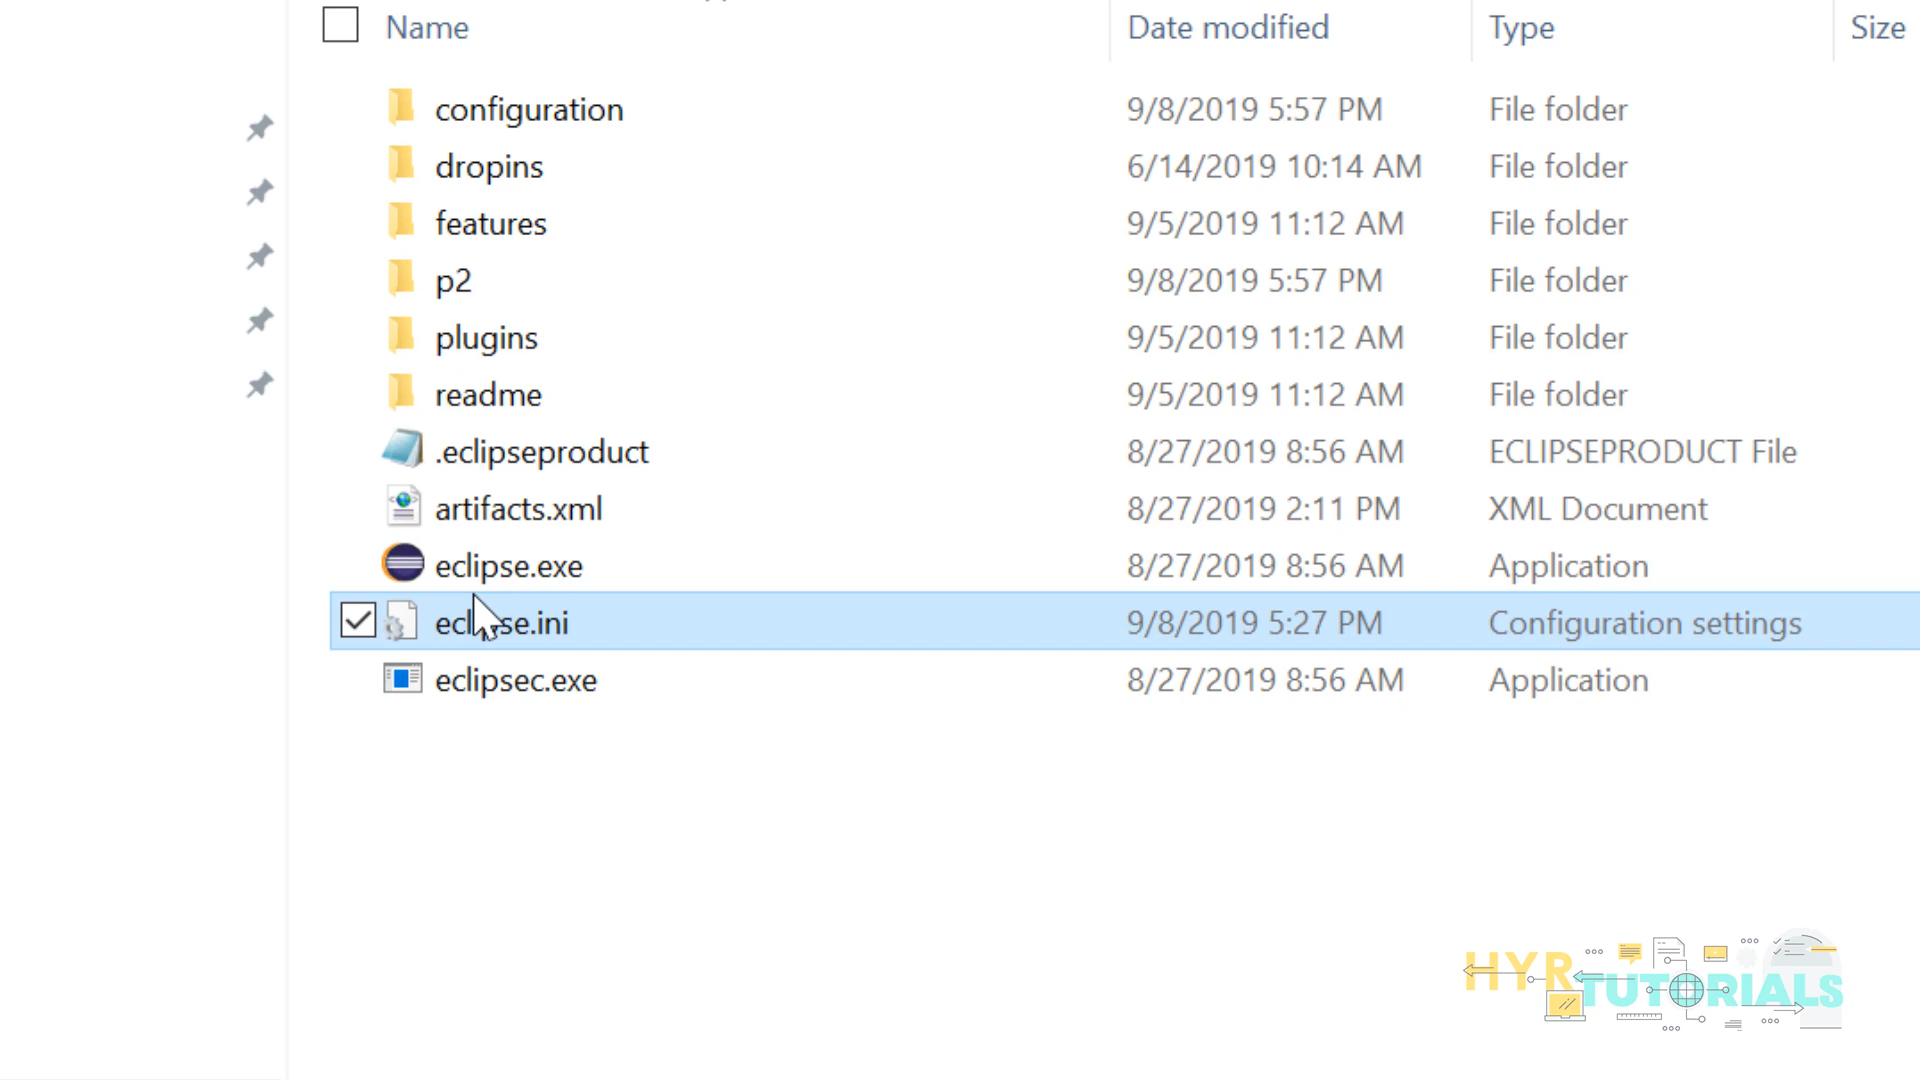 Name Date modified Type Size
configuration 9/8/2019 5:57 PM File folder
dropins 6/14/2019 10:14 AM File folder
features 9/5/2019 11:12 AM File folder
p2 9/8/2019 5:57 PM File folder
plugins 9/5/2019 11:12 AM File folder
readme 9/5/2019 11:12 AM File folder
.eclipseproduct 8/27/2019 8:56 AM ECLIPSEPRODUCT File
artifacts.xml 8/27/2019 2:11 PM XML Document
eclipse.exe 8/27/2019 8:56 AM Application
eclipse.ini 9/8/2019 5:27 PM Configuration settings
eclipsec.exe 8/27/2019 8:56 AM Application
HYR TUTORIALS